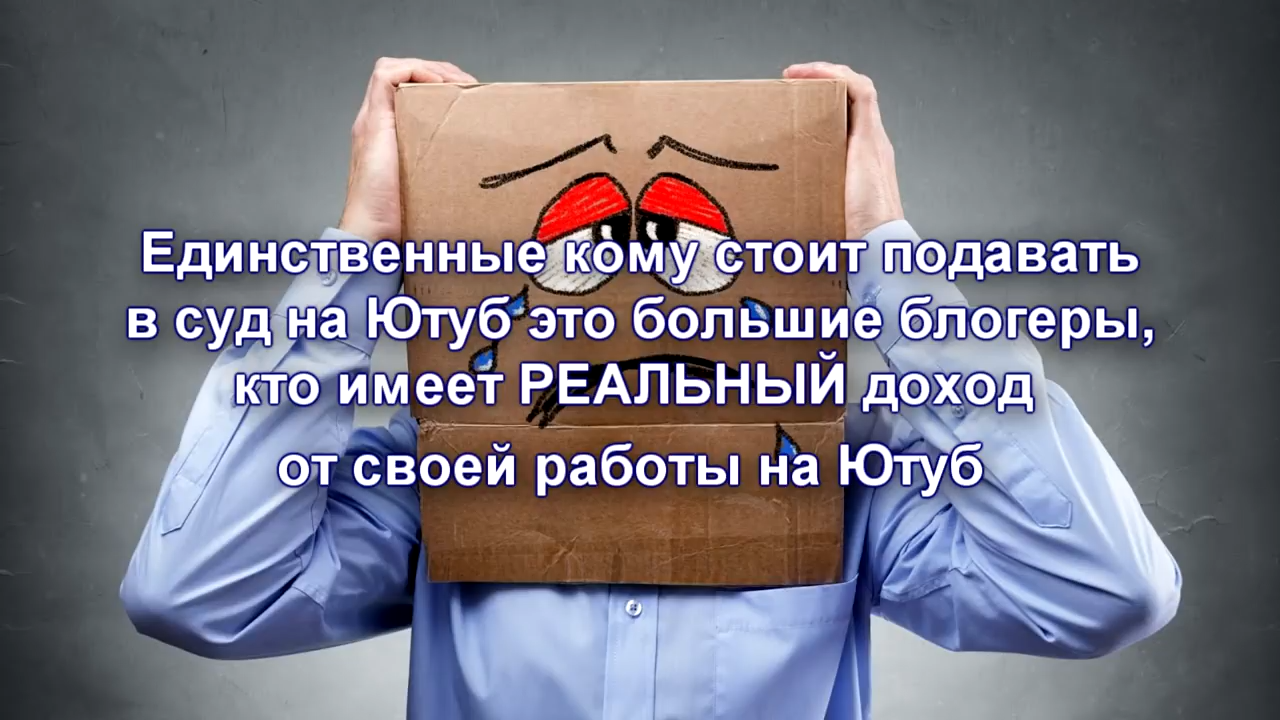 Единственные кому стоит подавать
в суд на Ютуб это большие блогеры,
кто имеет РЕАЛЬНЫЙ доход
от своей работы на Ютуб